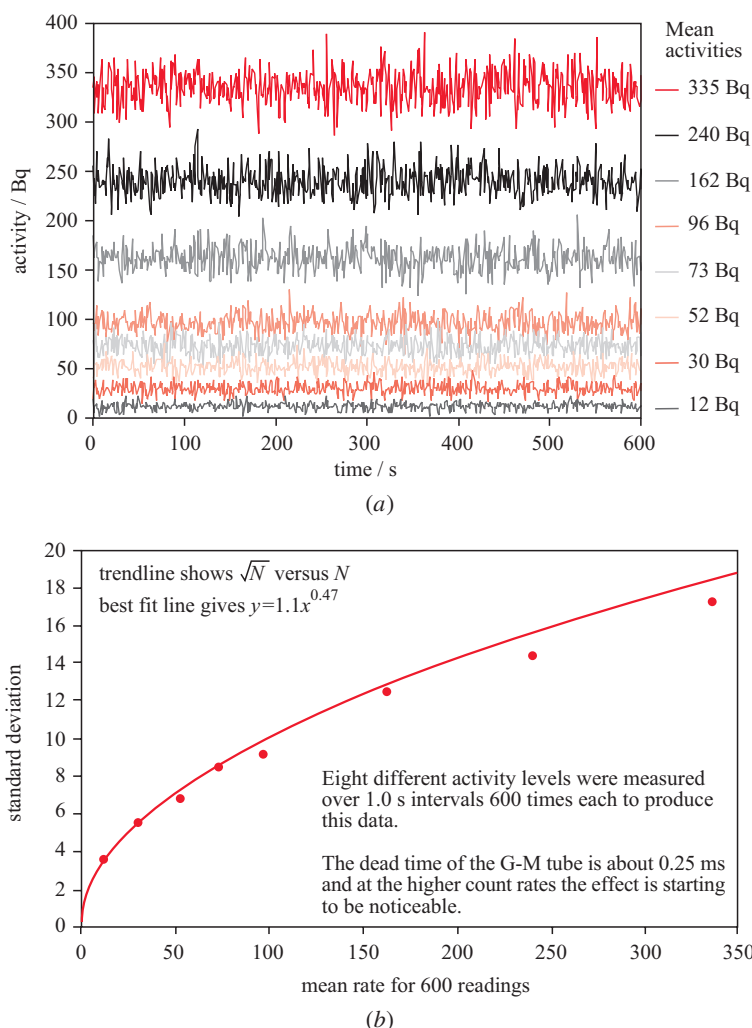 400
350
300
250
200
150
100
50
0
activity / Bq
0 100 200 300 400 500 600
time / s
Mean
activities
335 Bq
240 Bq
162 Bq
96 Bq
73 Bq
52 Bq
30 Bq
12 Bq
(a)
20
18
16
14
12
10
8
6
4
2
0
standard deviation
trendline shows √N versus N
best fit line gives y=1.1x^0.47
Eight different activity levels were measured
over 1.0 s intervals 600 times each to produce
this data.
The dead time of the G-M tube is about 0.25 ms
and at the higher count rates the effect is starting
to be noticeable.
0 50 100 150 200 250 300 350
mean rate for 600 readings
(b)